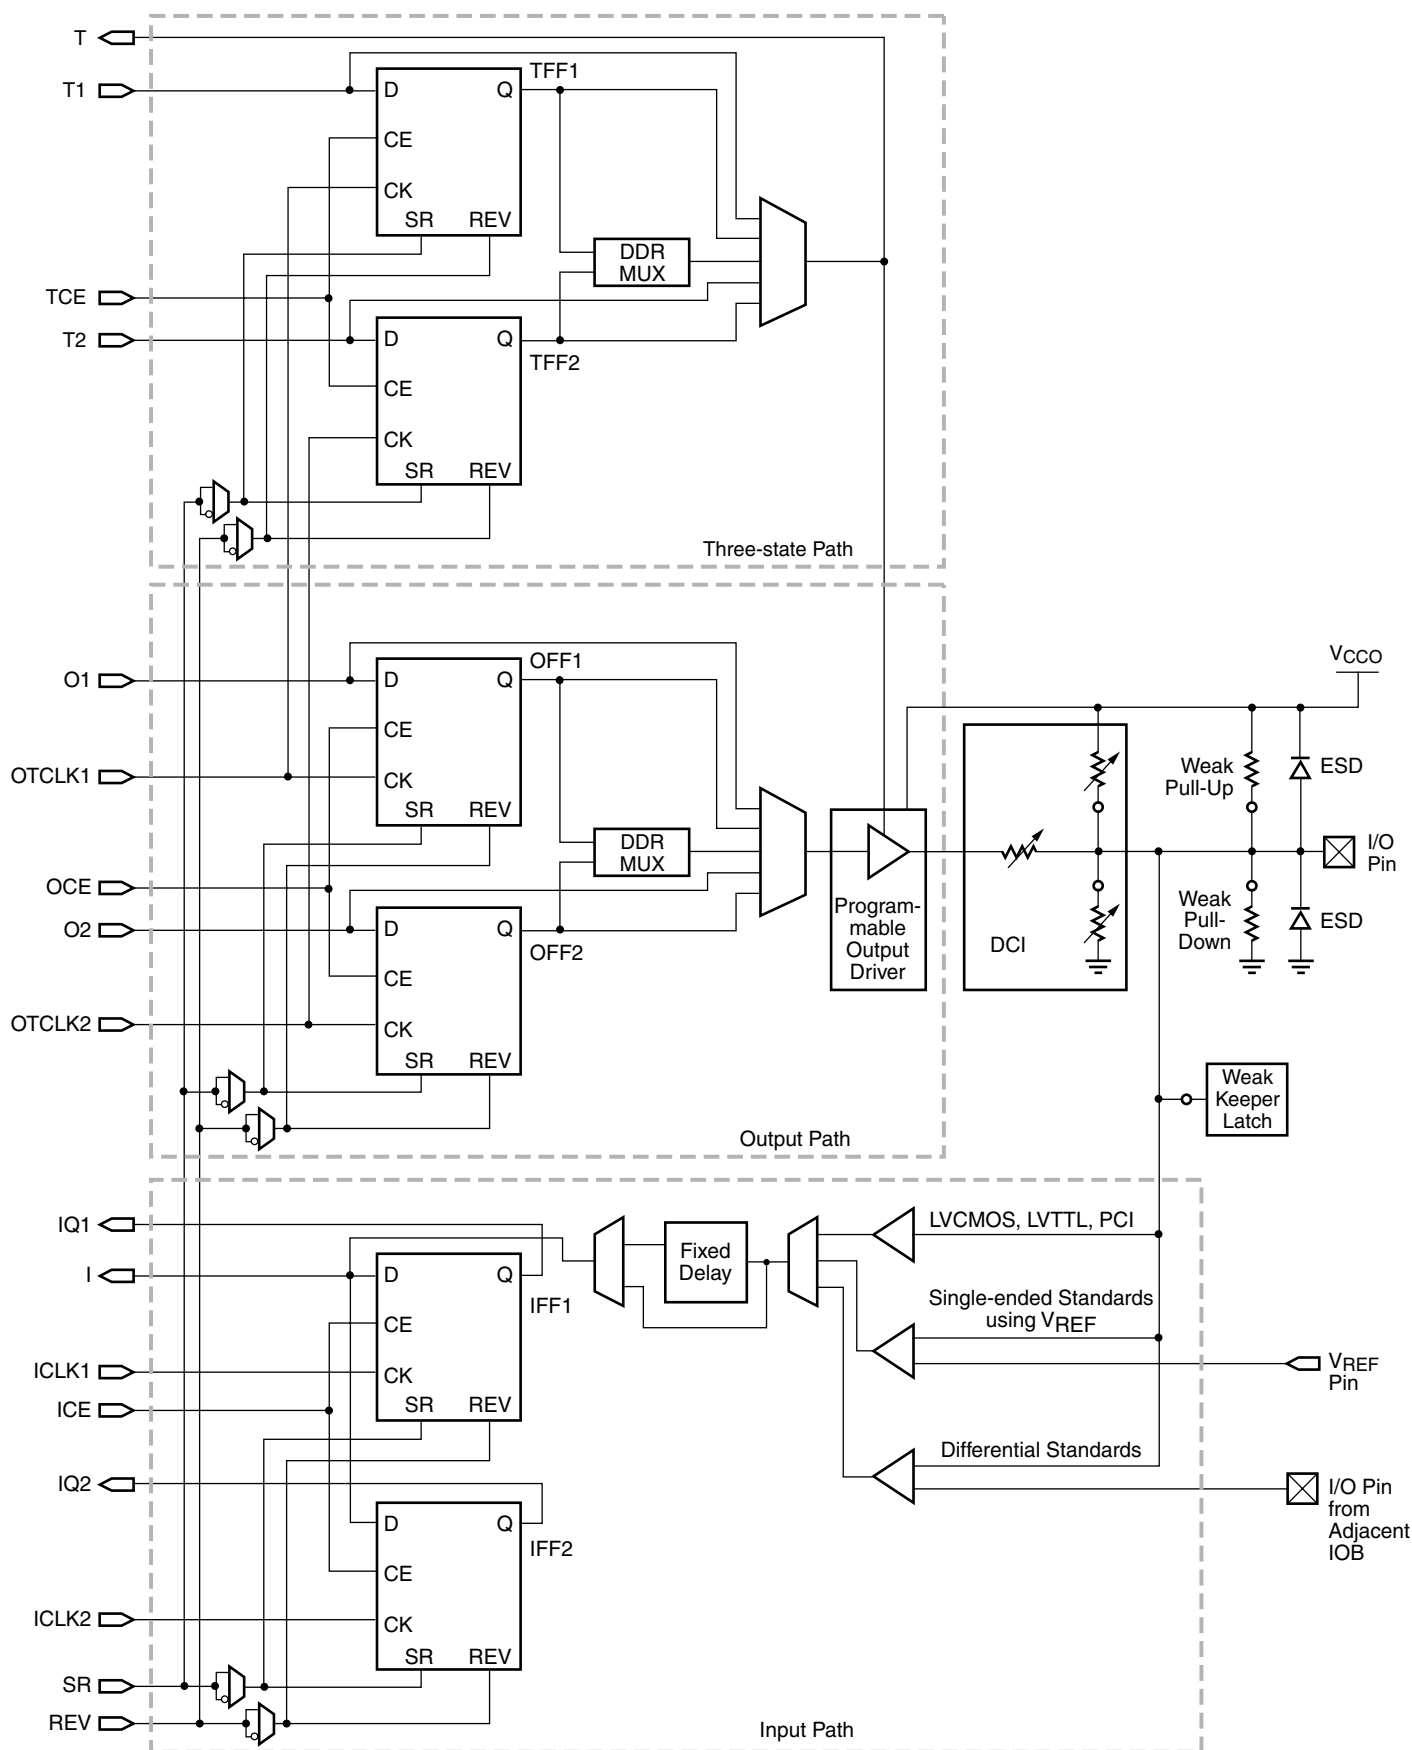 T
T1
D
Q
TFF1
CE
CK
SR
REV
DDR
MUX
TCE
T2
D
Q
TFF2
CE
CK
SR
REV
Three-state Path
O1
D
Q
OFF1
CE
OTCLK1
CK
SR
REV
DDR
MUX
OCE
O2
D
Q
OFF2
CE
OTCLK2
CK
SR
REV
Program-
mable
Output
Driver
Output Path
DCI
VCCO
Weak
Pull-Up
ESD
I/O
Pin
Weak
Pull-
Down
ESD
Weak
Keeper
Latch
IQ1
I
D
Q
IFF1
CE
ICLK1
CK
ICE
SR
REV
Fixed
Delay
LVCMOS, LVTTL, PCI
Single-ended Standards
using VREF
VREF
Pin
Differential Standards
I/O Pin
from
Adjacent
IOB
IQ2
D
Q
IFF2
CE
ICLK2
CK
SR
REV
SR
REV
Input Path